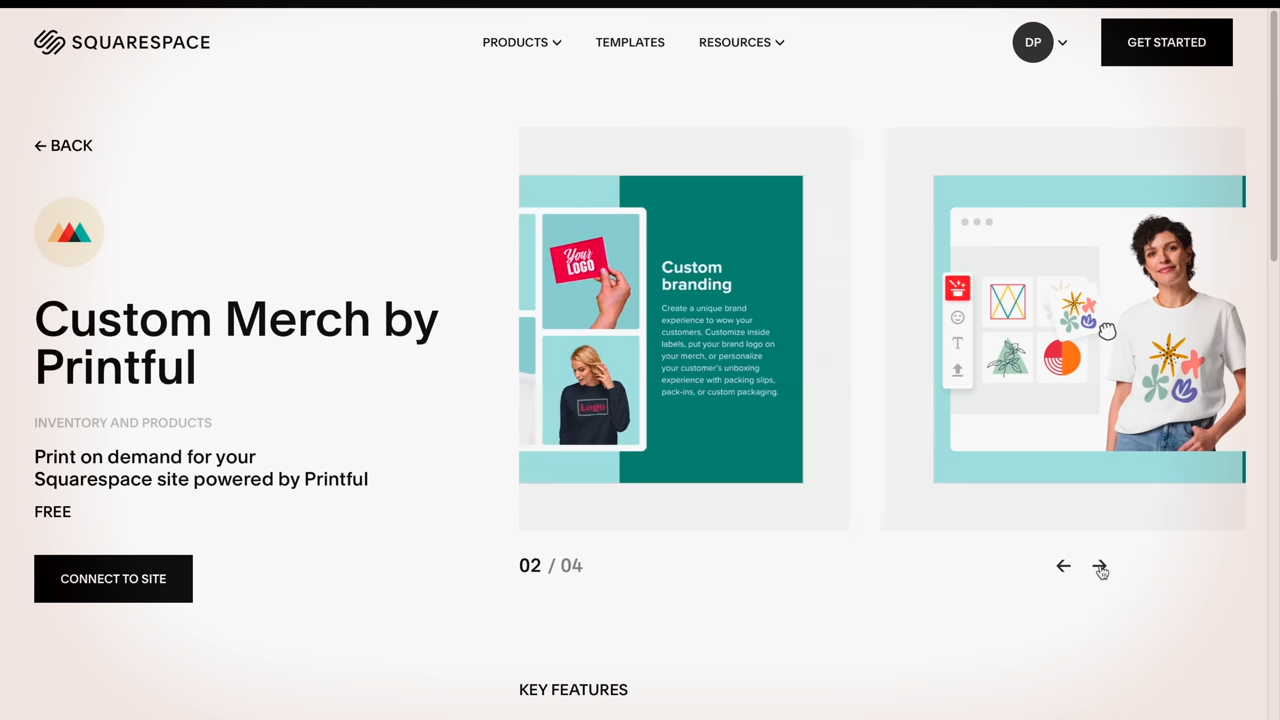 SQUARESPACE
PRODUCTS
TEMPLATES
RESOURCES
DP
GET STARTED
← BACK
Custom Merch by
Printful
INVENTORY AND PRODUCTS
Print on demand for your
Squarespace site powered by Printful
FREE
CONNECT TO SITE
Your
LOGO
Logo
Custom
branding
Create a unique brand
experience to wow your
customers. Customize inside
labels, put your brand logo on
your merch, or personalize
your customer's unboxing
experience with packing slips,
pack-ins, or custom packaging.
T
02 / 04
KEY FEATURES